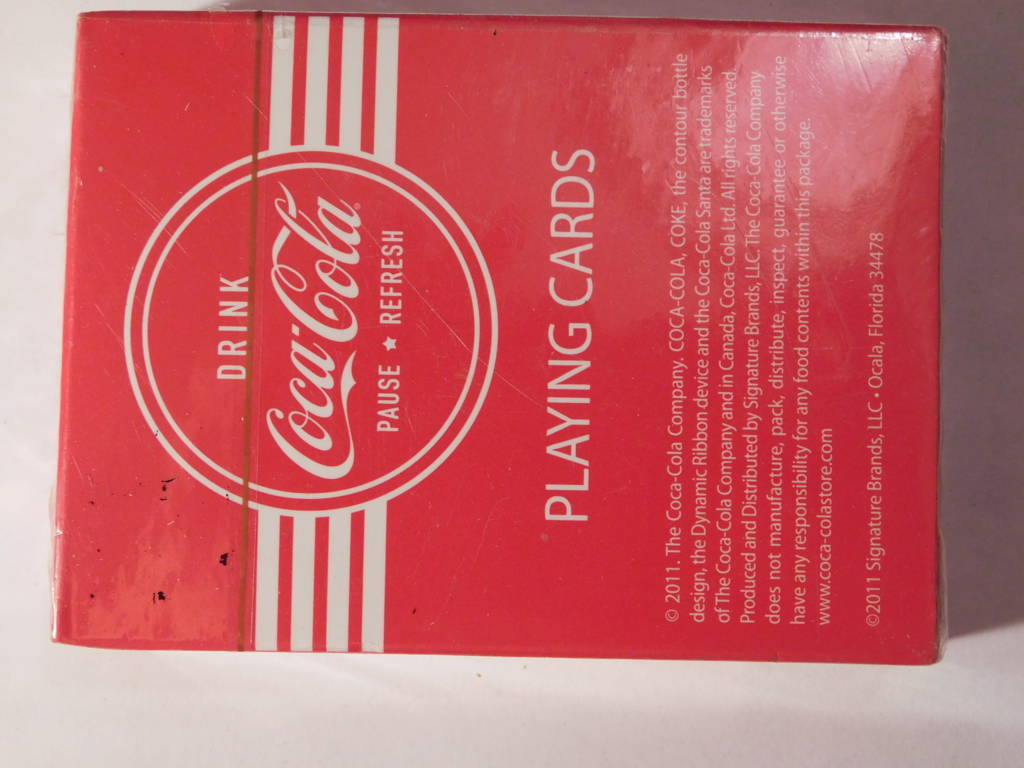 DRINK
Coca-Cola®
PAUSE ★ REFRESH
PLAYING CARDS
© 2011. The Coca-Cola Company. COCA-COLA, COKE, the contour bottle
design, the Dynamic Ribbon device and the Coca-Cola Santa are trademarks
of The Coca-Cola Company and in Canada, Coca-Cola Ltd. All rights reserved.
Produced and Distributed by Signature Brands, LLC. The Coca-Cola Company
does not manufacture, pack, distribute, inspect, guarantee or otherwise
have any responsibility for any food contents within this package.
www.coca-colastore.com
©2011 Signature Brands, LLC • Ocala, Florida 34478